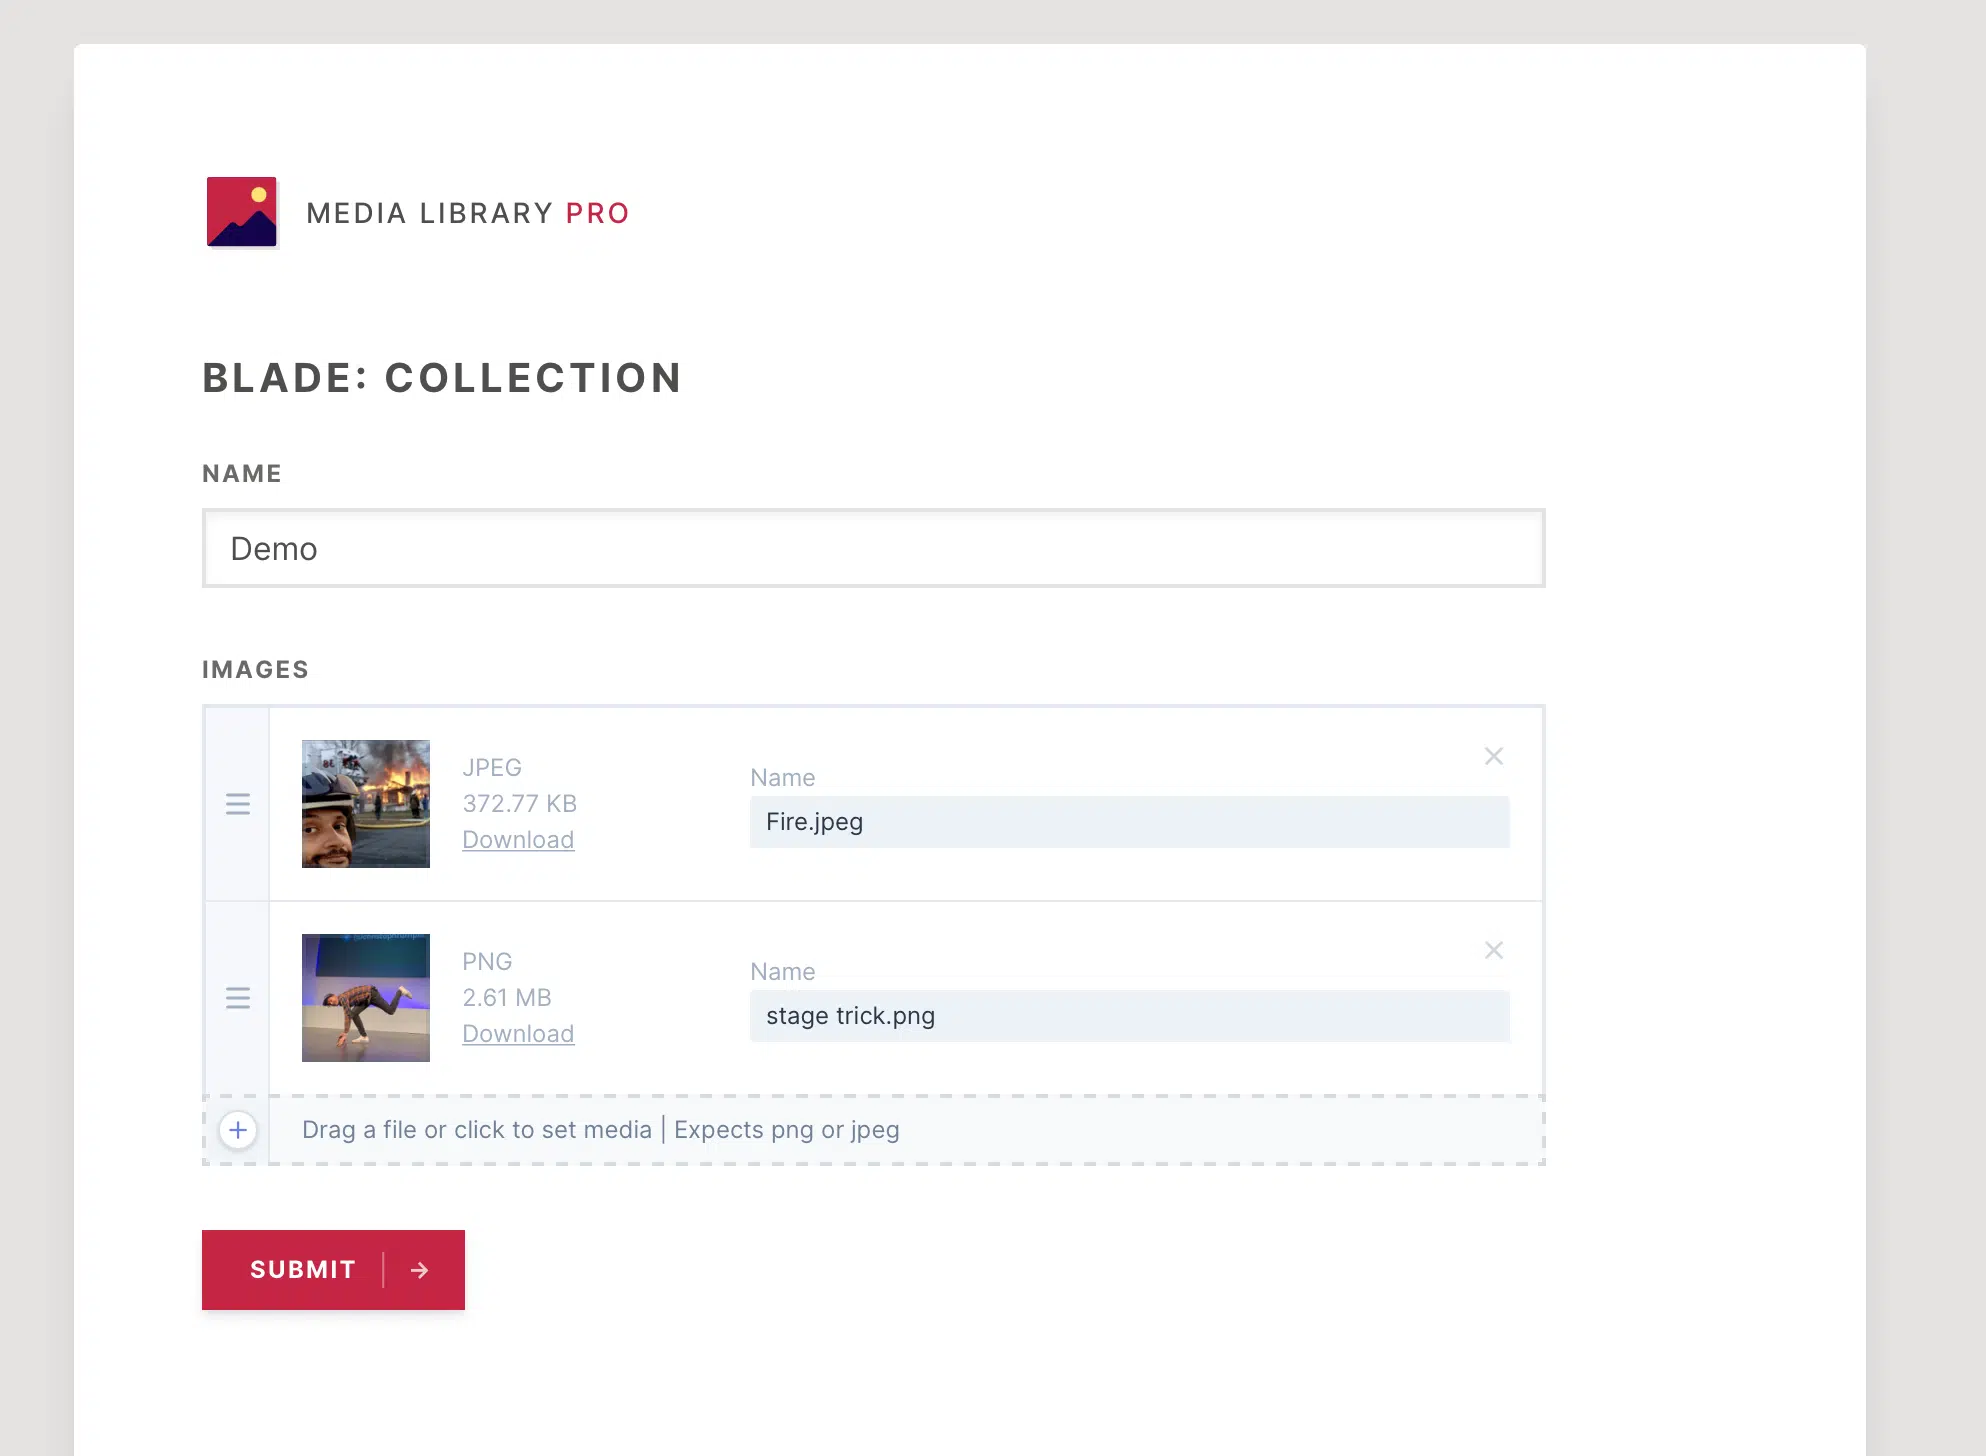 MEDIA LIBRARY PRO
BLADE: COLLECTION
NAME
Demo
IMAGES
JPEG
372.77 KB
Download
Name
Fire.jpeg
PNG
2.61 MB
Download
Name
stage trick.png
Drag a file or click to set media | Expects png or jpeg
SUBMIT